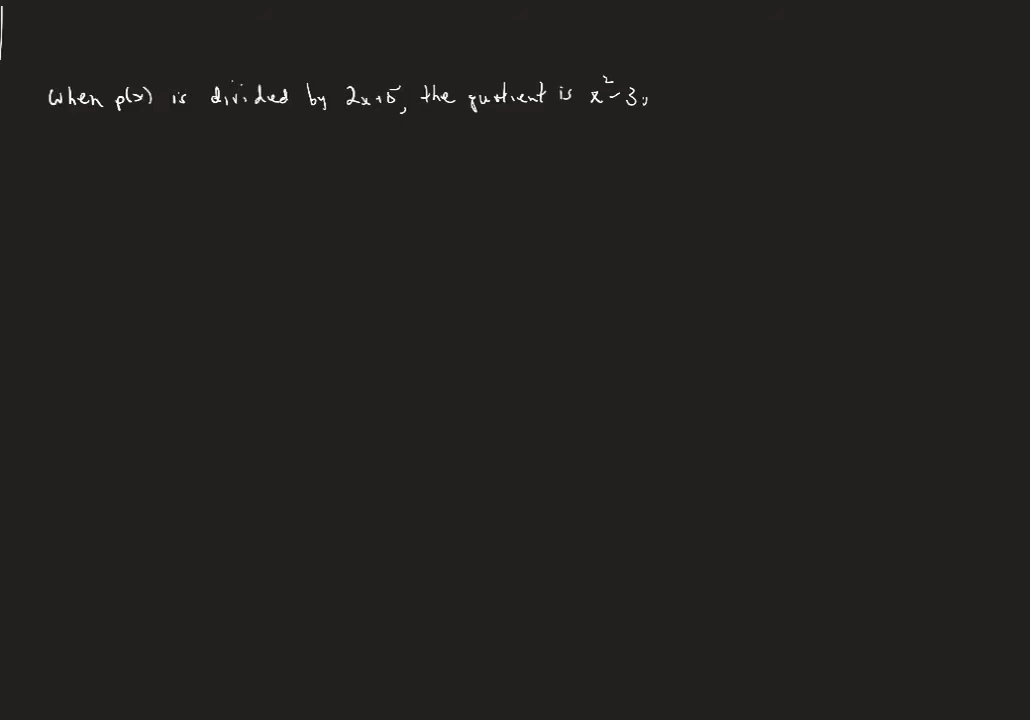 When p(x) is divided by 2x+5, the quotient is x²-3,